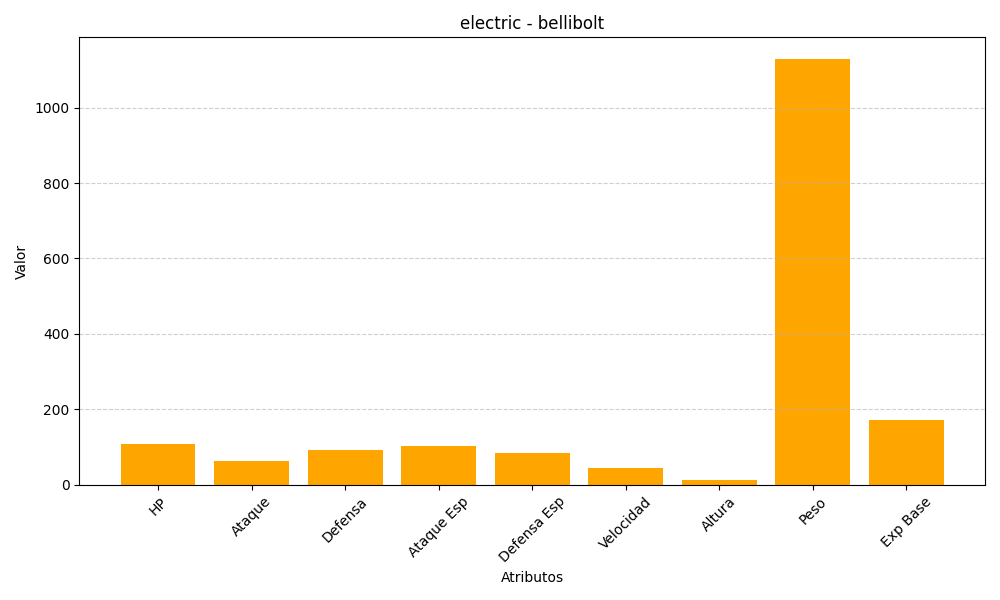 electric - bellibolt
Valor
1000
800
600
400
200
0
HP
Ataque
Defensa
Ataque Esp
Defensa Esp
Velocidad
Altura
Peso
Exp Base
Atributos